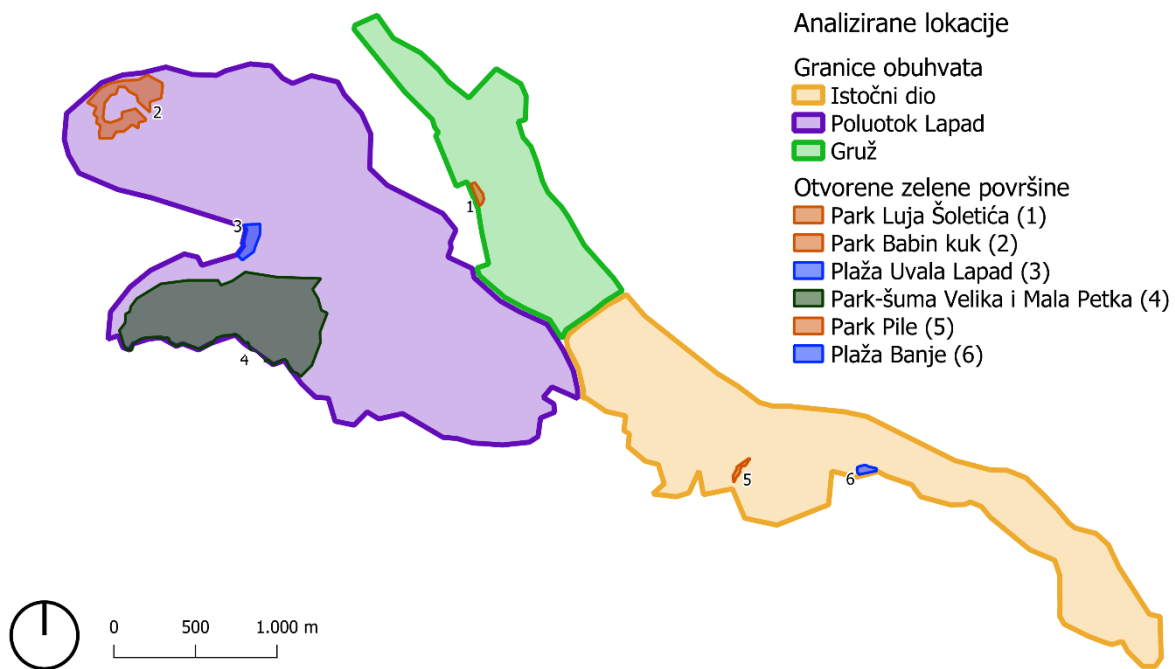 Analizirane lokacije
Granice obuhvata
Istočni dio
Poluotok Lapad
Gruž
Otvorene zelene površine
Park Luja Šoletića (1)
Park Babin kuk (2)
Plaža Uvala Lapad (3)
Park-šuma Velika i Mala Petka (4)
Park Pile (5)
Plaža Banje (6)
2
1
3
4
5
6
0 500 1.000 m